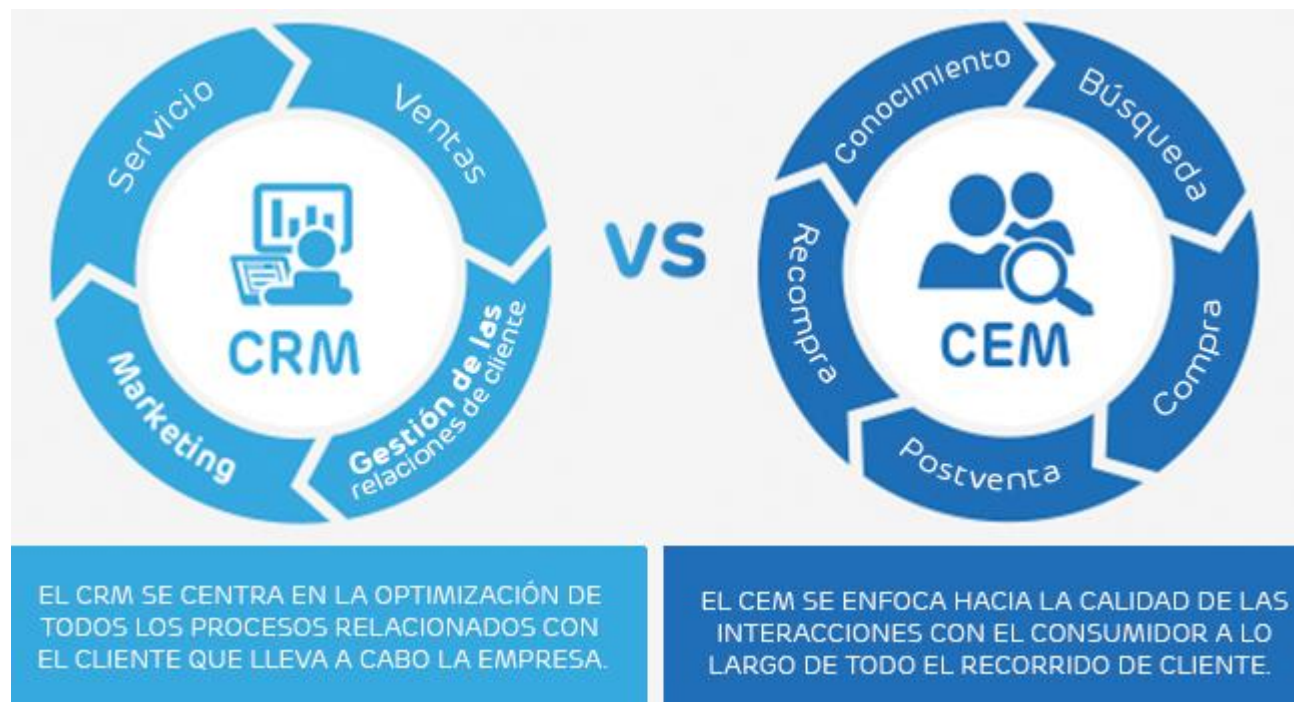 Servicio
Ventas
Gestión de las
relaciones de cliente
Marketing
CRM
VS
Conocimiento
Búsqueda
Compra
Postventa
Recompra
CEM
EL CRM SE CENTRA EN LA OPTIMIZACIÓN DE
TODOS LOS PROCESOS RELACIONADOS CON
EL CLIENTE QUE LLEVA A CABO LA EMPRESA.
EL CEM SE ENFOCA HACIA LA CALIDAD DE LAS
INTERACCIONES CON EL CONSUMIDOR A LO
LARGO DE TODO EL RECORRIDO DE CLIENTE.